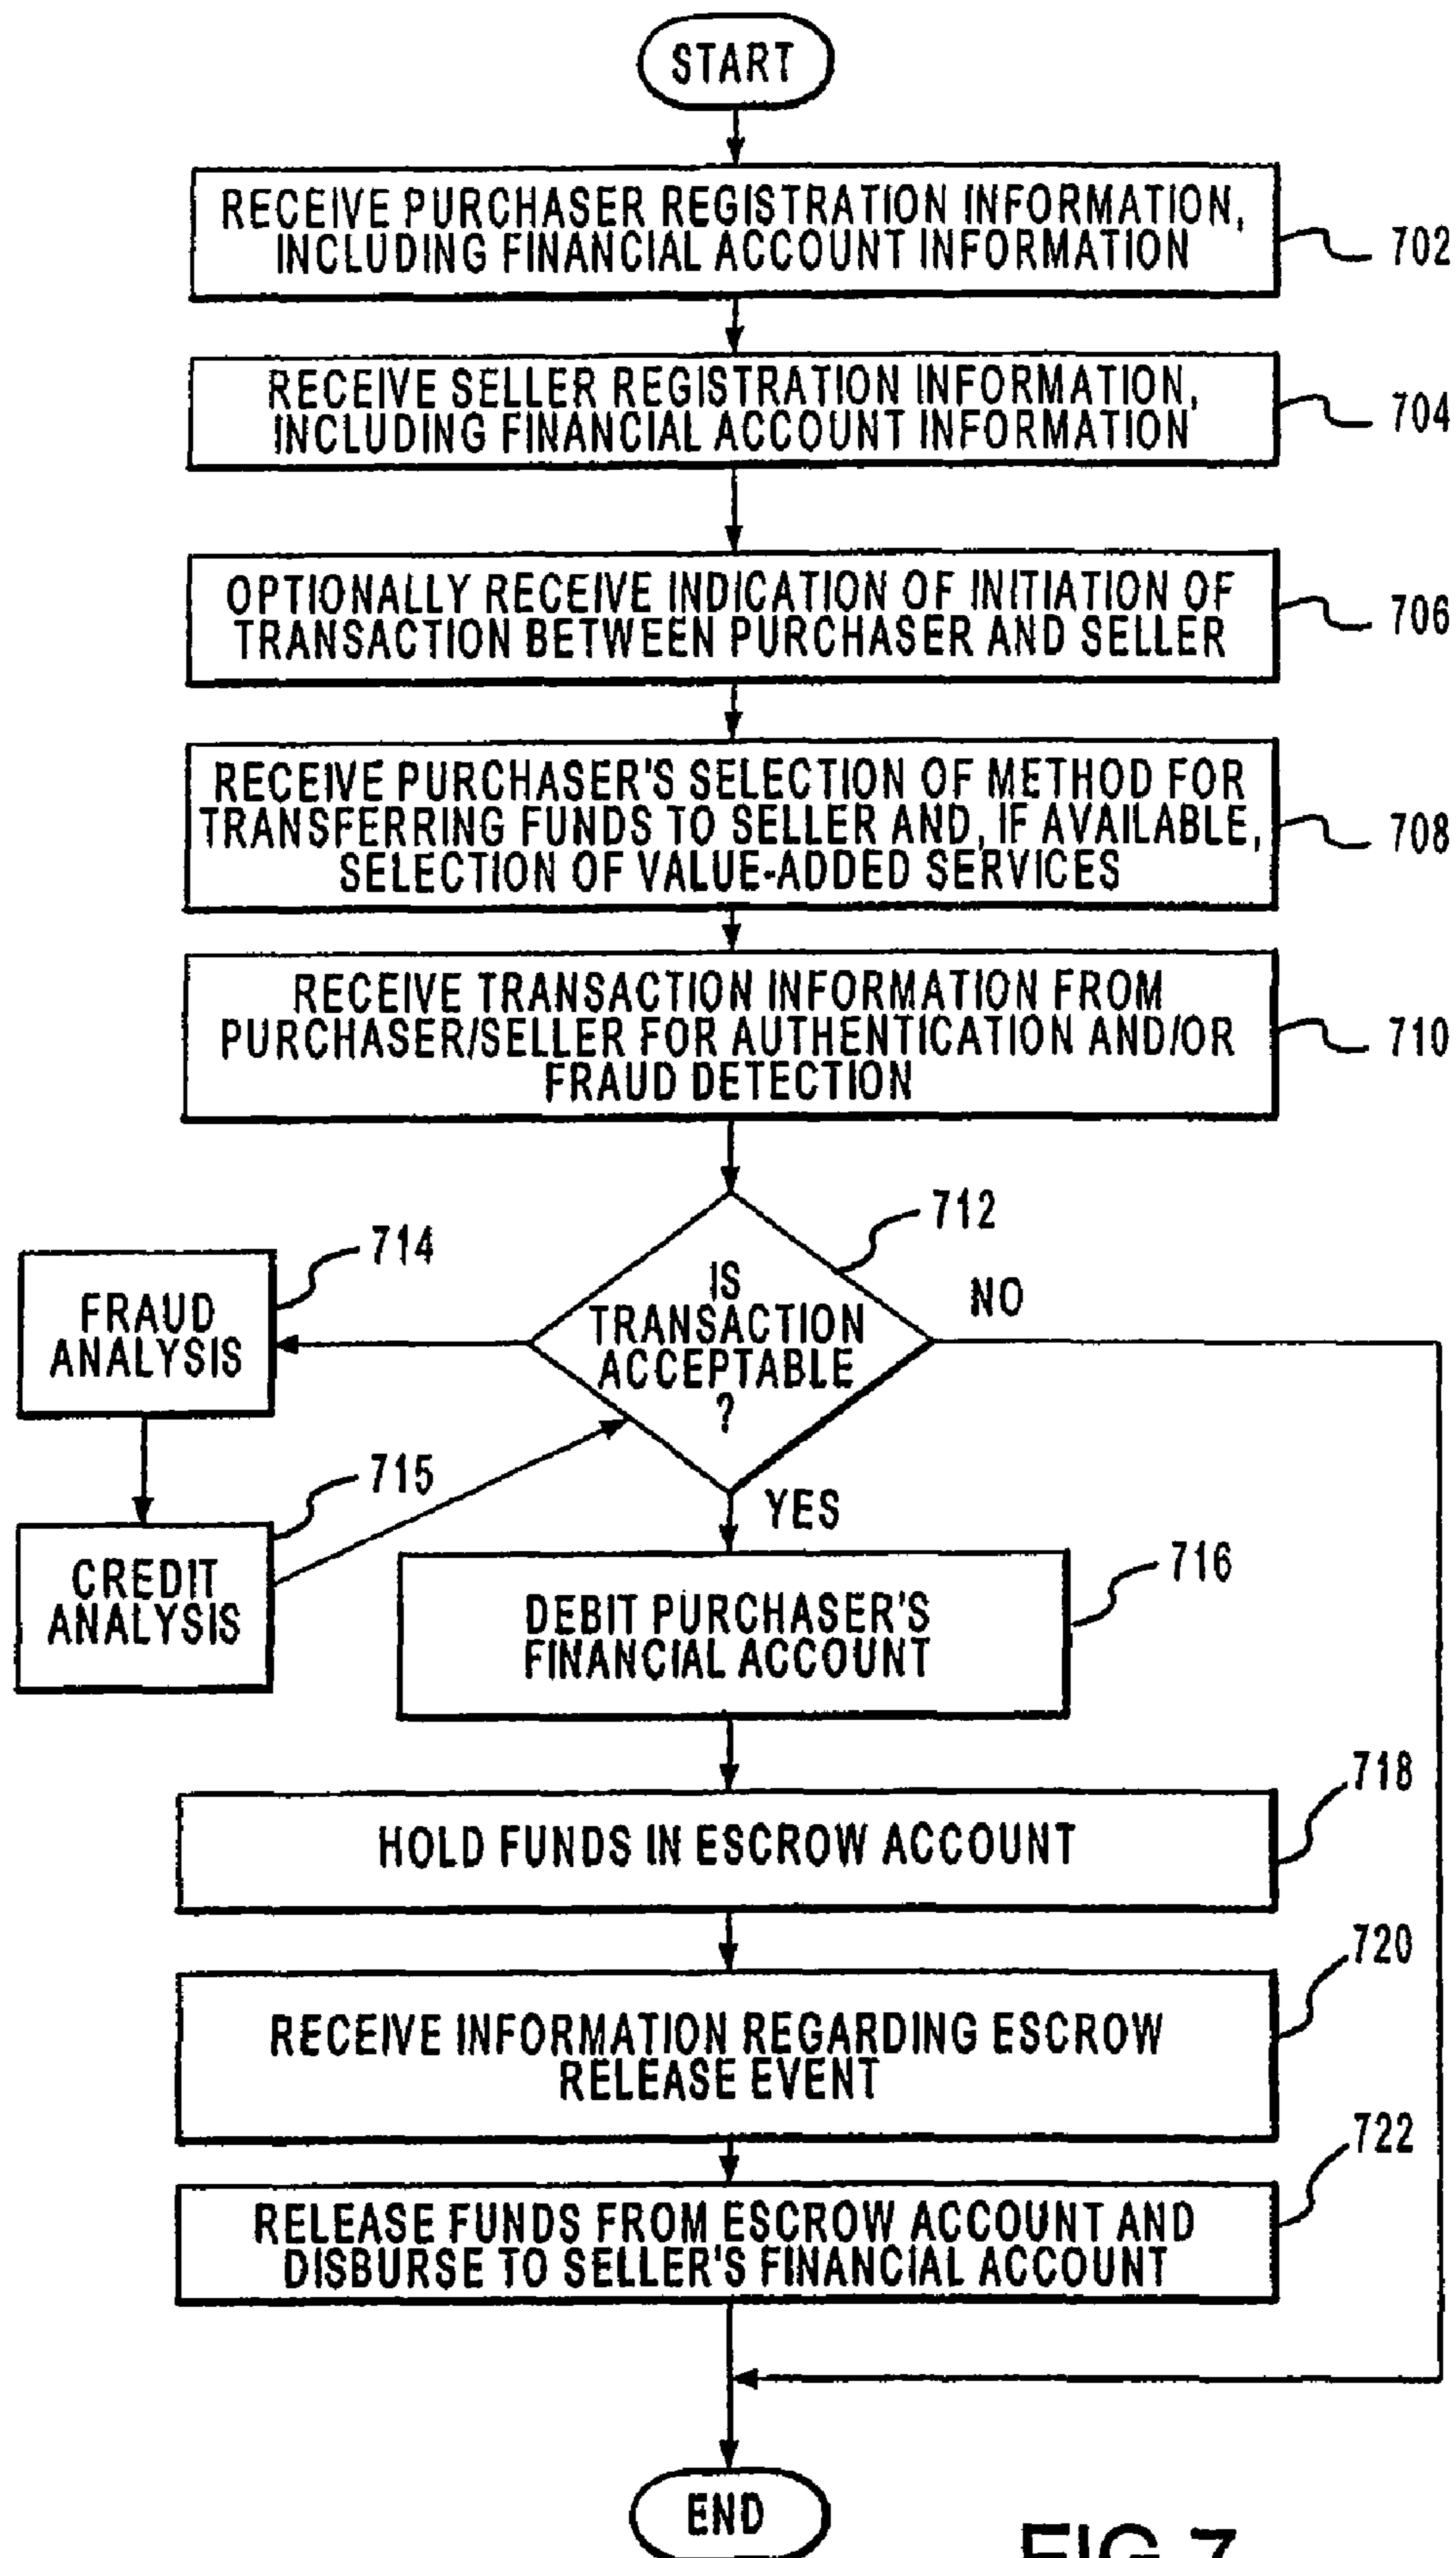 START
RECEIVE PURCHASER REGISTRATION INFORMATION,
INCLUDING FINANCIAL ACCOUNT INFORMATION
702
RECEIVE SELLER REGISTRATION INFORMATION,
INCLUDING FINANCIAL ACCOUNT INFORMATION
704
OPTIONALLY RECEIVE INDICATION OF INITIATION OF
TRANSACTION BETWEEN PURCHASER AND SELLER
706
RECEIVE PURCHASER'S SELECTION OF METHOD FOR
TRANSFERRING FUNDS TO SELLER AND, IF AVAILABLE,
SELECTION OF VALUE-ADDED SERVICES
708
RECEIVE TRANSACTION INFORMATION FROM
PURCHASER/SELLER FOR AUTHENTICATION AND/OR
FRAUD DETECTION
710
712
IS
TRANSACTION
ACCEPTABLE
?
NO
714
FRAUD
ANALYSIS
715
CREDIT
ANALYSIS
YES
716
DEBIT PURCHASER'S
FINANCIAL ACCOUNT
718
HOLD FUNDS IN ESCROW ACCOUNT
720
RECEIVE INFORMATION REGARDING ESCROW
RELEASE EVENT
722
RELEASE FUNDS FROM ESCROW ACCOUNT AND
DISBURSE TO SELLER'S FINANCIAL ACCOUNT
END
FIG.7